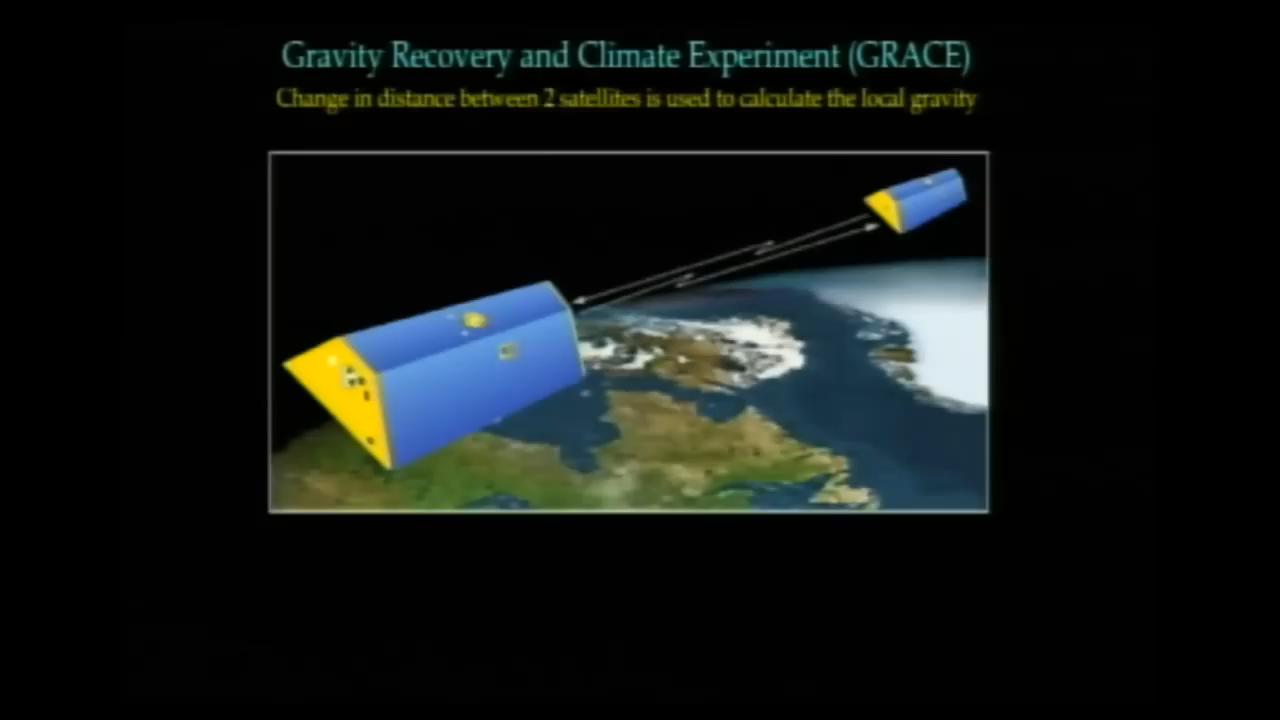 Gravity Recovery and Climate Experiment (GRACE)
Change in distance between 2 satellites is used to calculate the local gravity